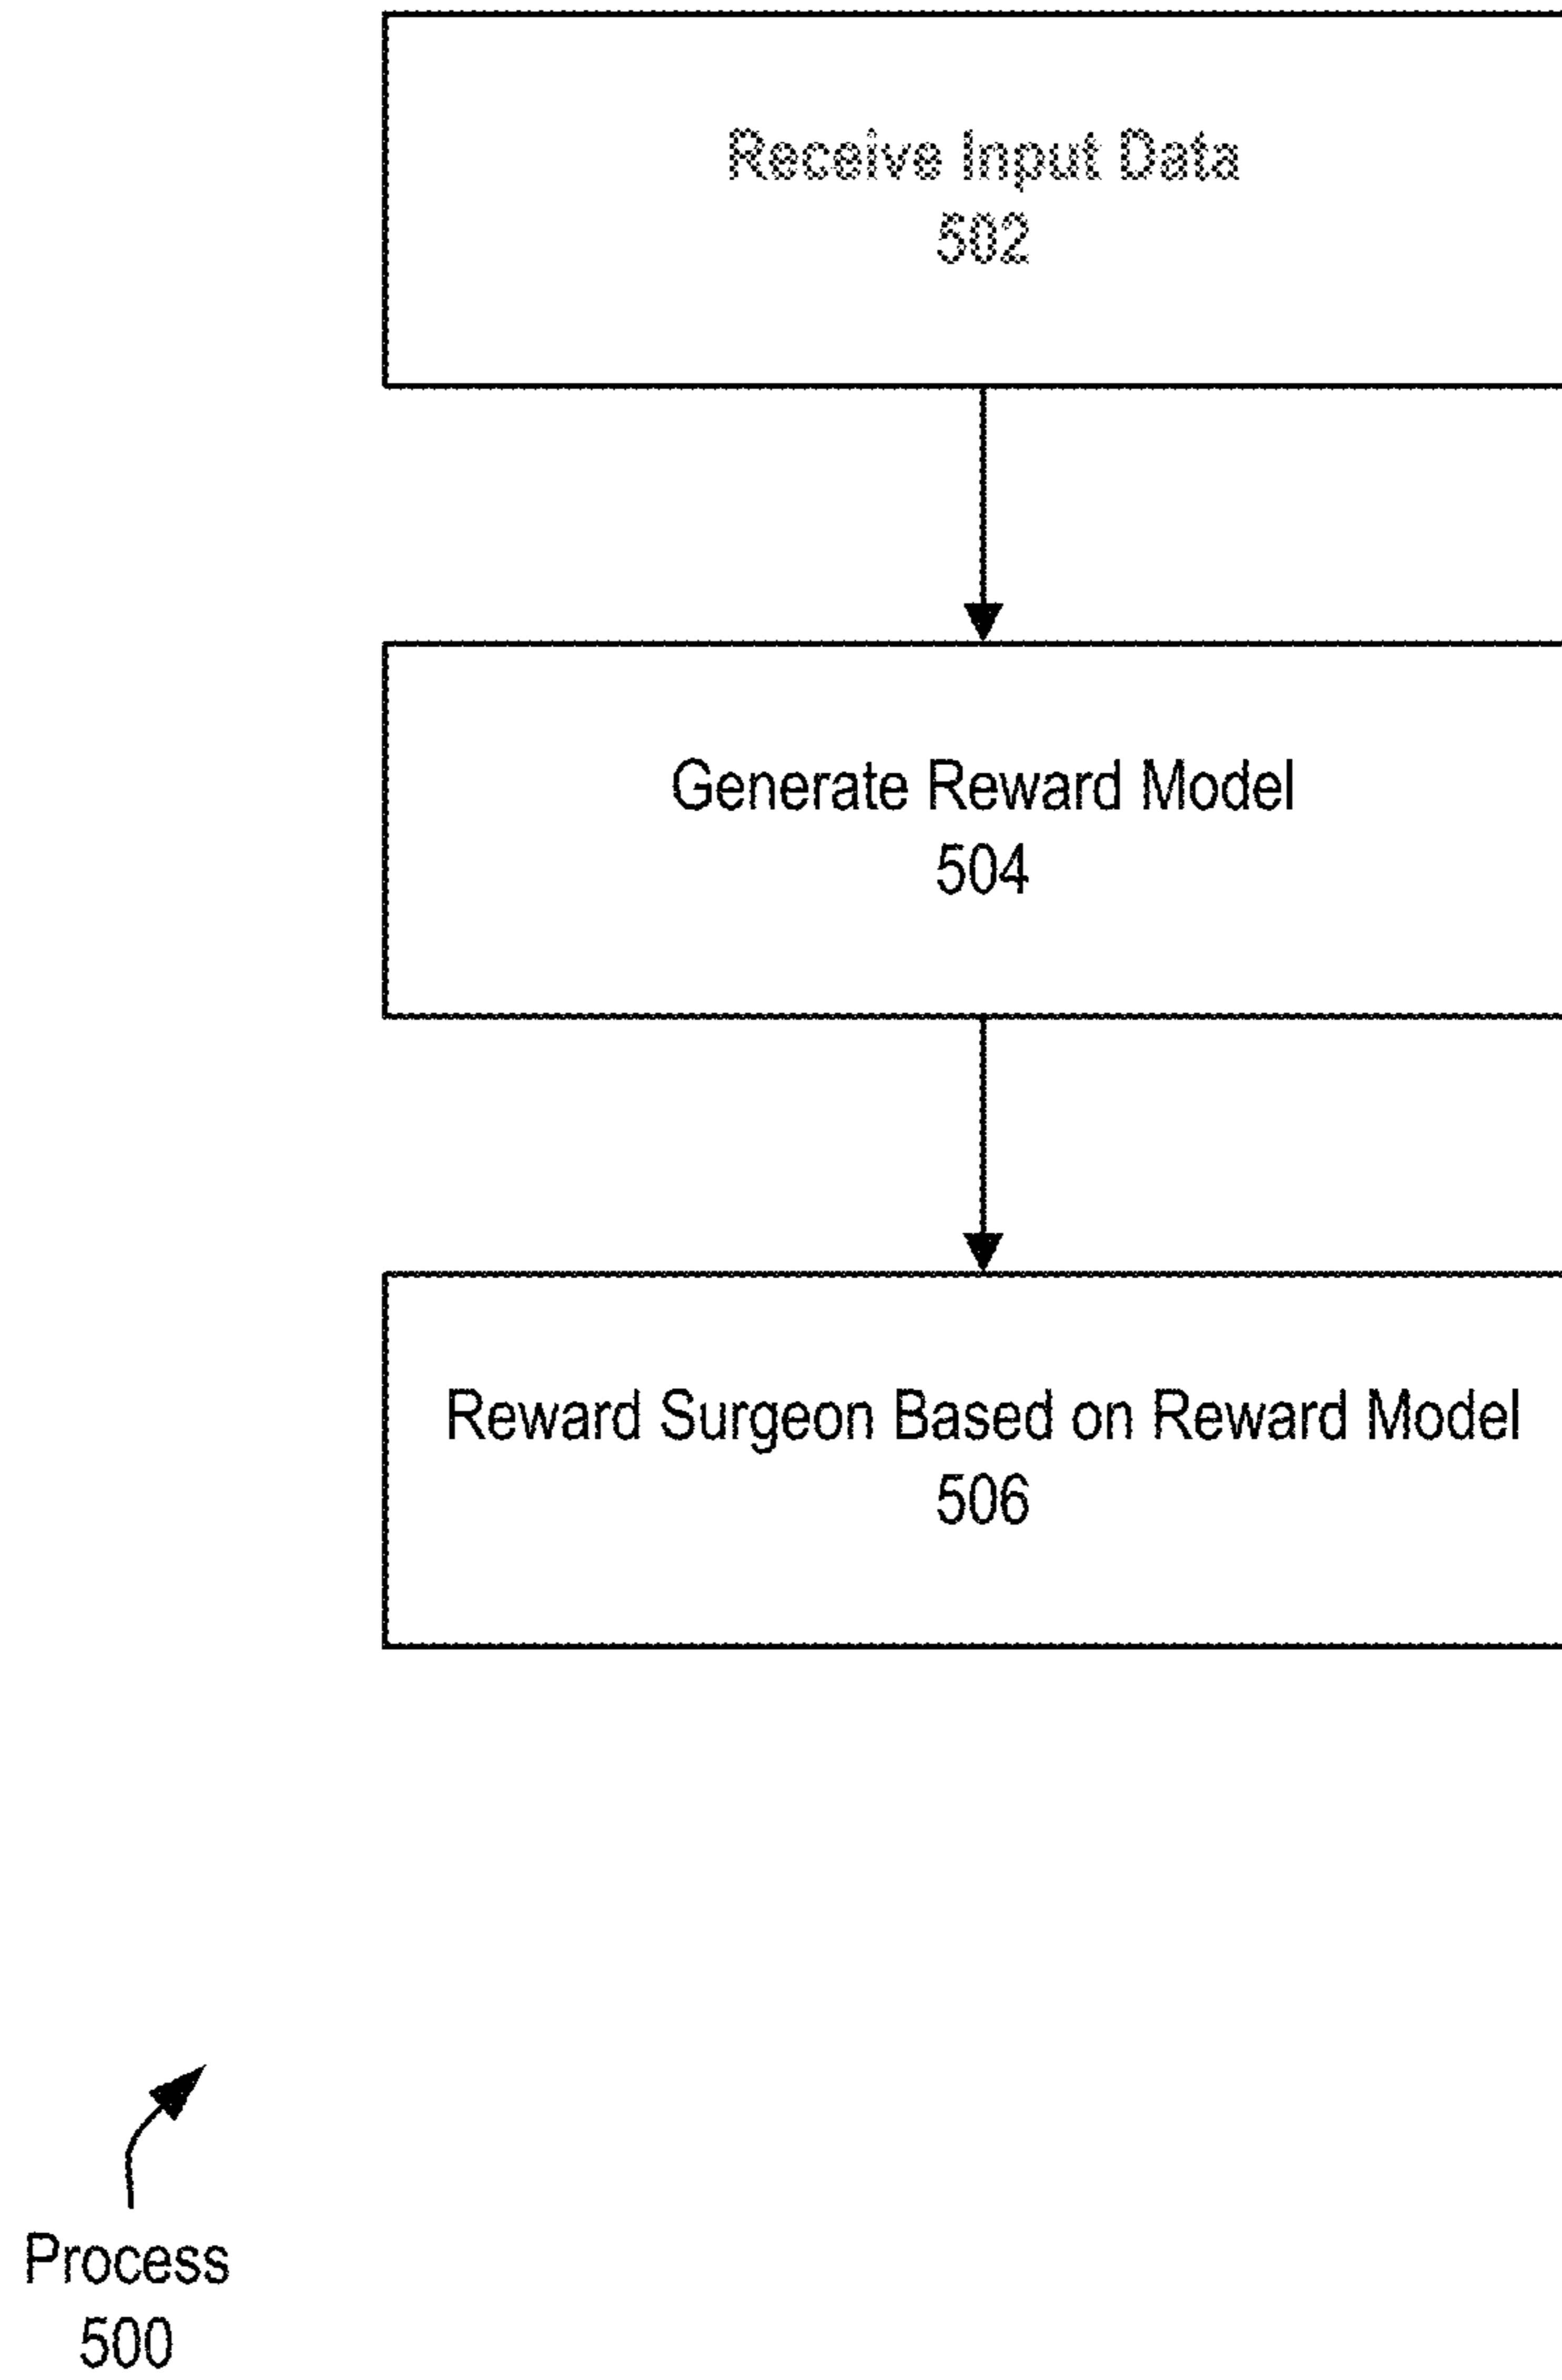 Receive Input Data
502
Generate Reward Model
504
Reward Surgeon Based on Reward Model
506
Process
500